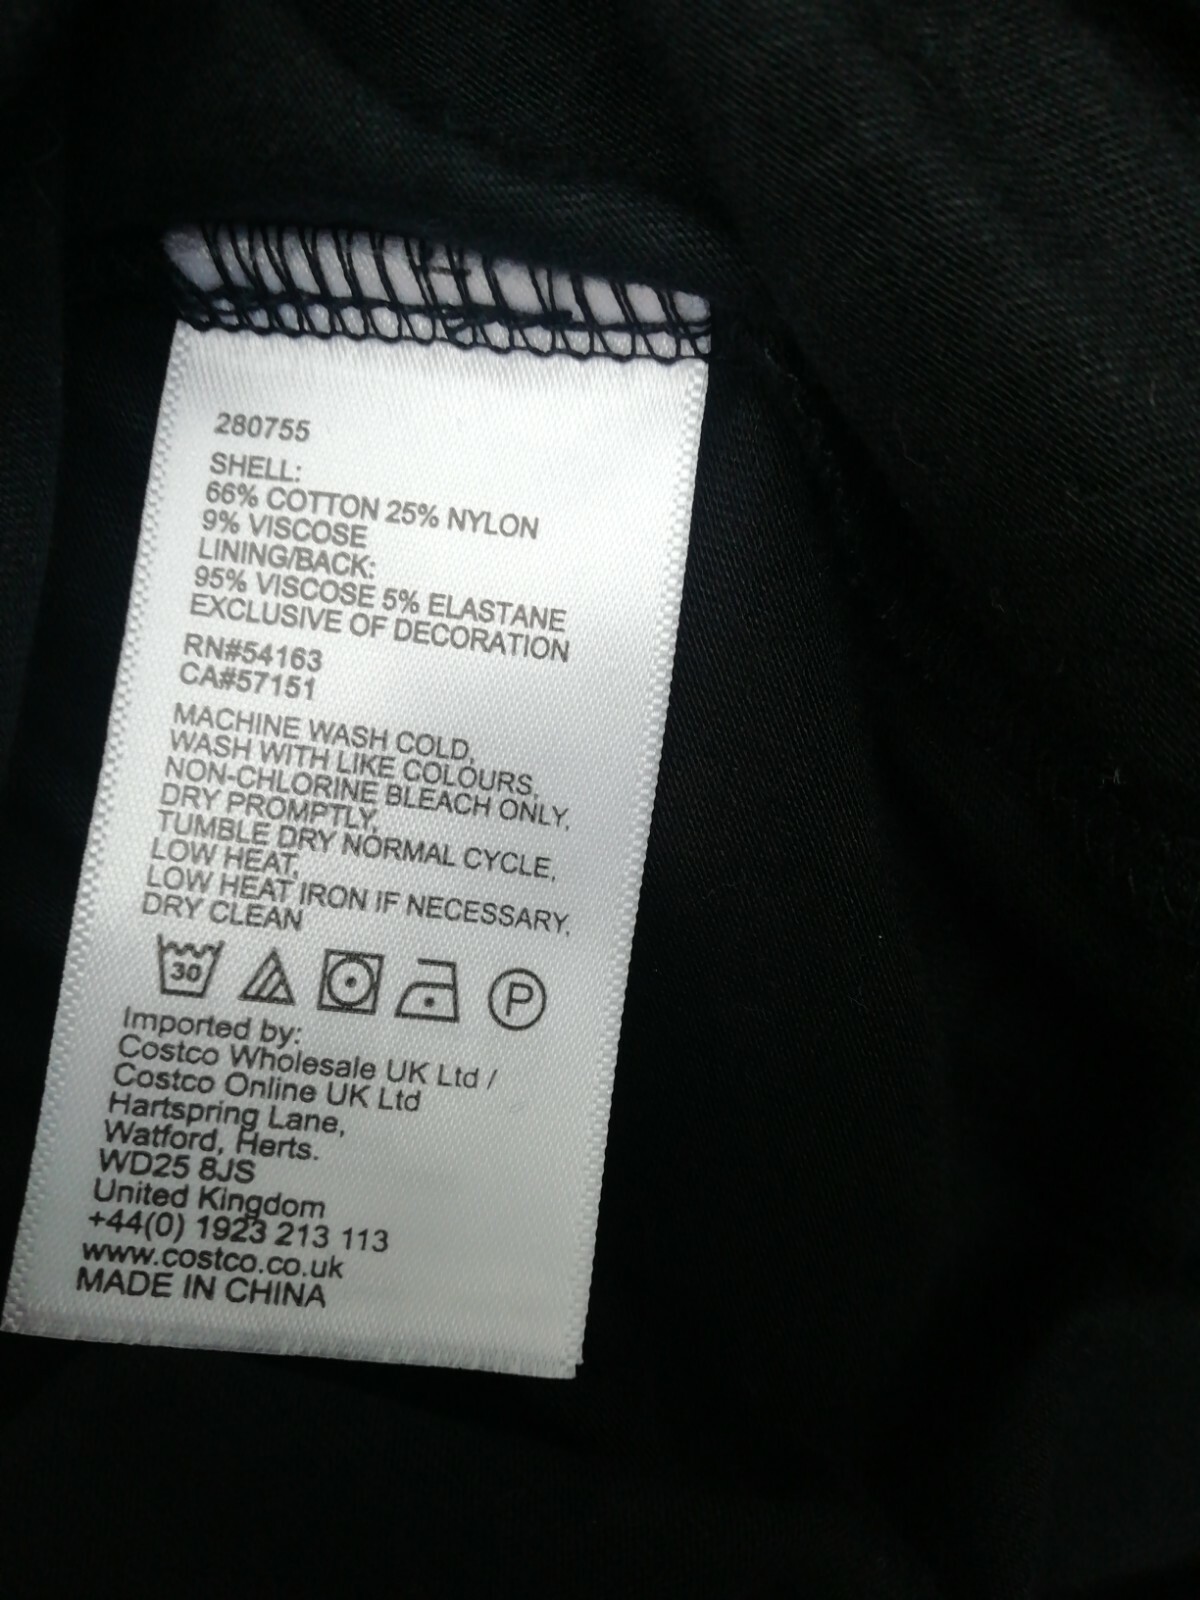 280755
SHELL:
66% COTTON 25% NYLON
9% VISCOSE
LINING/BACK:
95% VISCOSE 5% ELASTANE
EXCLUSIVE OF DECORATION
RN#54163
CA#57151
MACHINE WASH COLD,
WASH WITH LIKE COLOURS,
NON-CHLORINE BLEACH ONLY,
DRY PROMPTLY,
TUMBLE DRY NORMAL CYCLE,
LOW HEAT,
LOW HEAT IRON IF NECESSARY,
DRY CLEAN
30 P
Imported by:
Costco Wholesale UK Ltd /
Costco Online UK Ltd
Hartspring Lane,
Watford, Herts.
WD25 8JS
United Kingdom
+44(0) 1923 213 113
www.costco.co.uk
MADE IN CHINA